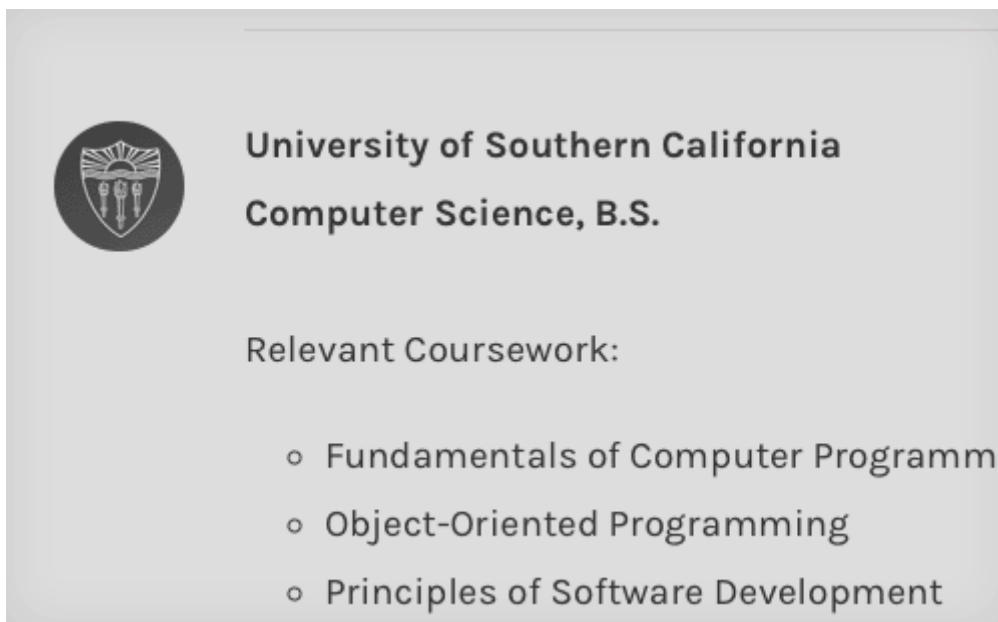 University of Southern California
Computer Science, B.S.
Relevant Coursework:
Fundamentals of Computer Programm
Object-Oriented Programming
Principles of Software Development